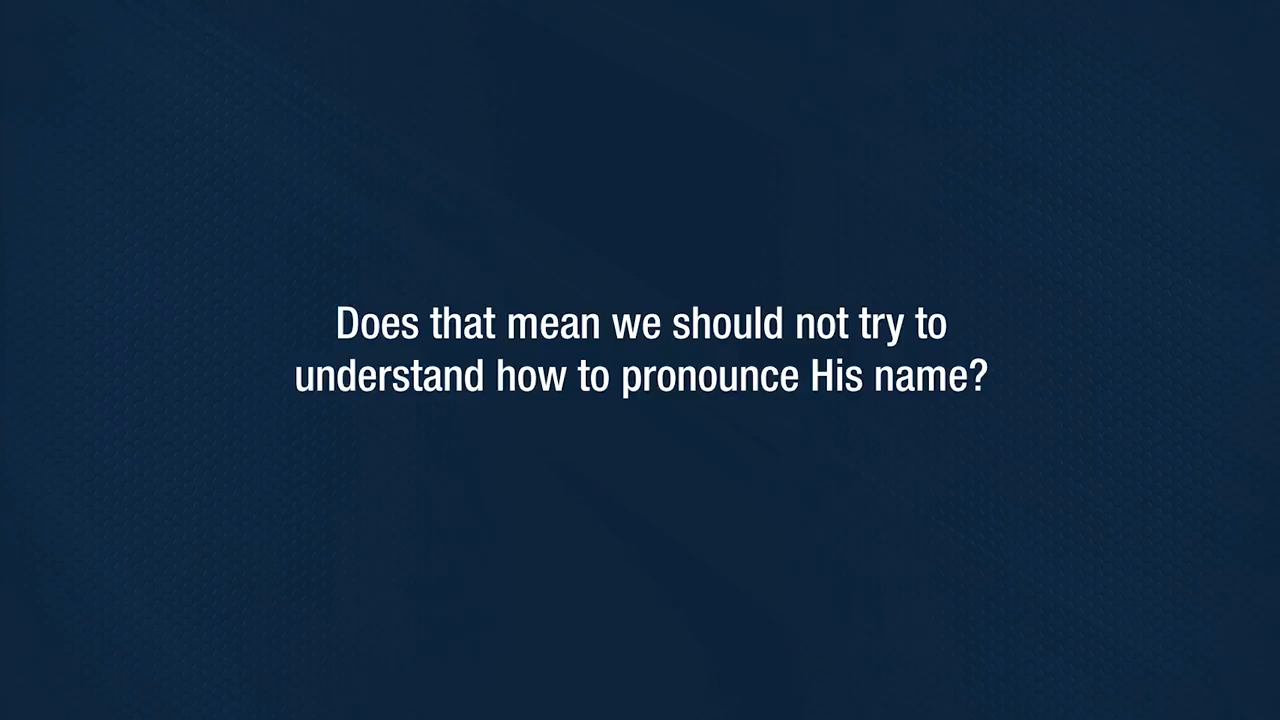 Does that mean we should not try to
understand how to pronounce His name?